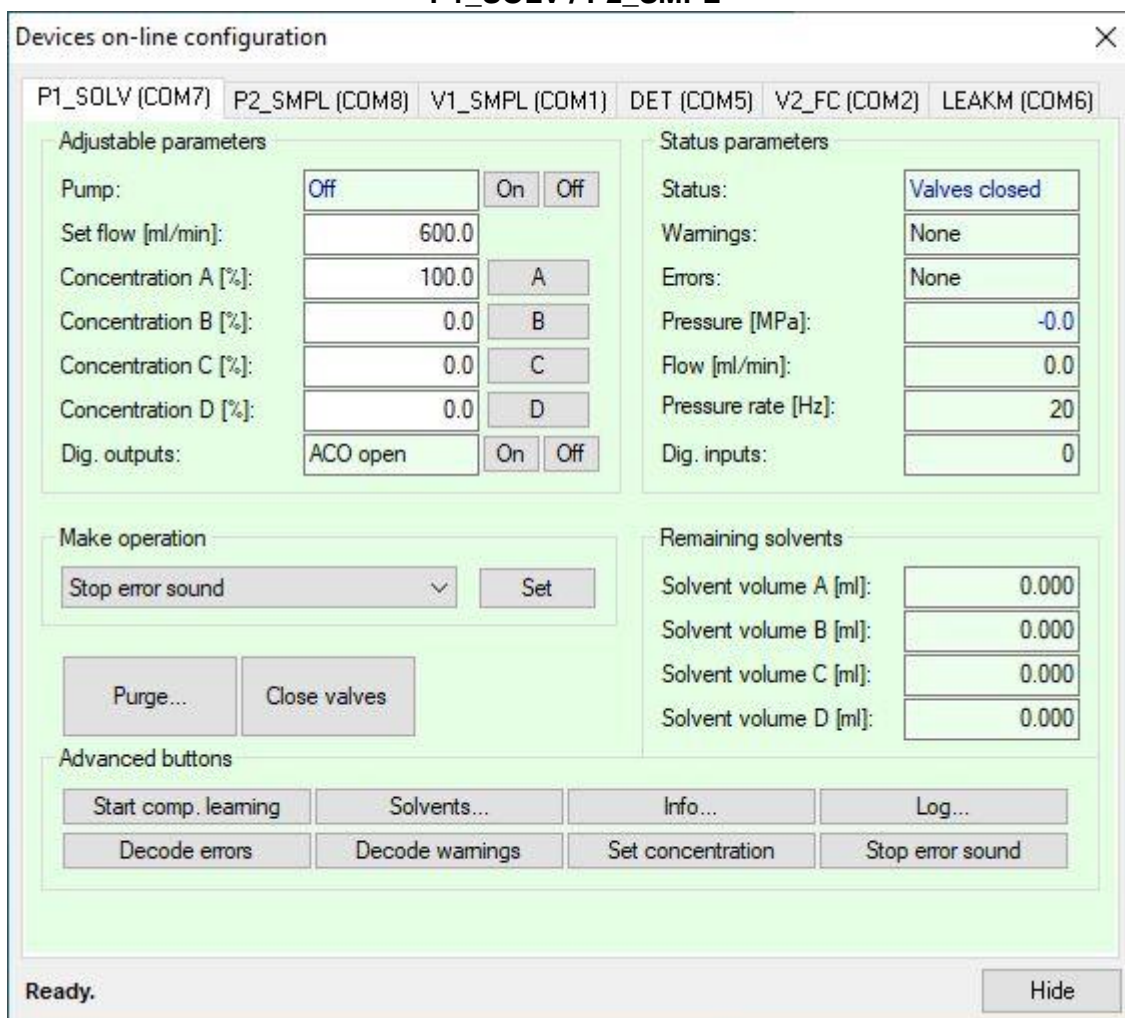 Devices on-line configuration
P1_SOLV (COM7) P2_SMPL (COM8) V1_SMPL (COM1) DET (COM5) V2_FC (COM2) LEAKM (COM6)
Adjustable parameters
Pump: Off On Off
Set flow [ml/min]: 600.0
Concentration A [%]: 100.0 A
Concentration B [%]: 0.0 B
Concentration C [%]: 0.0 C
Concentration D [%]: 0.0 D
Dig. outputs: ACO open On Off
Status parameters
Status: Valves closed
Warnings: None
Errors: None
Pressure [MPa]: -0.0
Flow [ml/min]: 0.0
Pressure rate [Hz]: 20
Dig. inputs: 0
Make operation
Stop error sound Set
Purge... Close valves
Remaining solvents
Solvent volume A [ml]: 0.000
Solvent volume B [ml]: 0.000
Solvent volume C [ml]: 0.000
Solvent volume D [ml]: 0.000
Advanced buttons
Start comp. learning Solvents... Info... Log...
Decode errors Decode warnings Set concentration Stop error sound
Ready. Hide